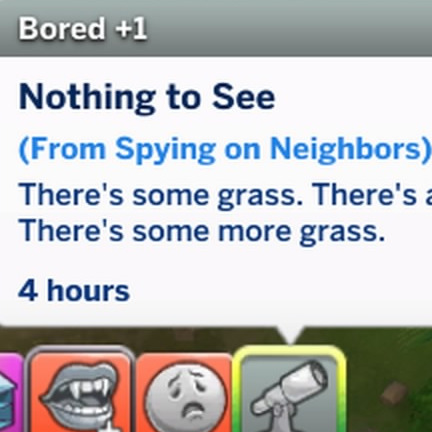 Bored +1
Nothing to See
(From Spying on Neighbors)
There's some grass. There's a
There's some more grass.
4 hours